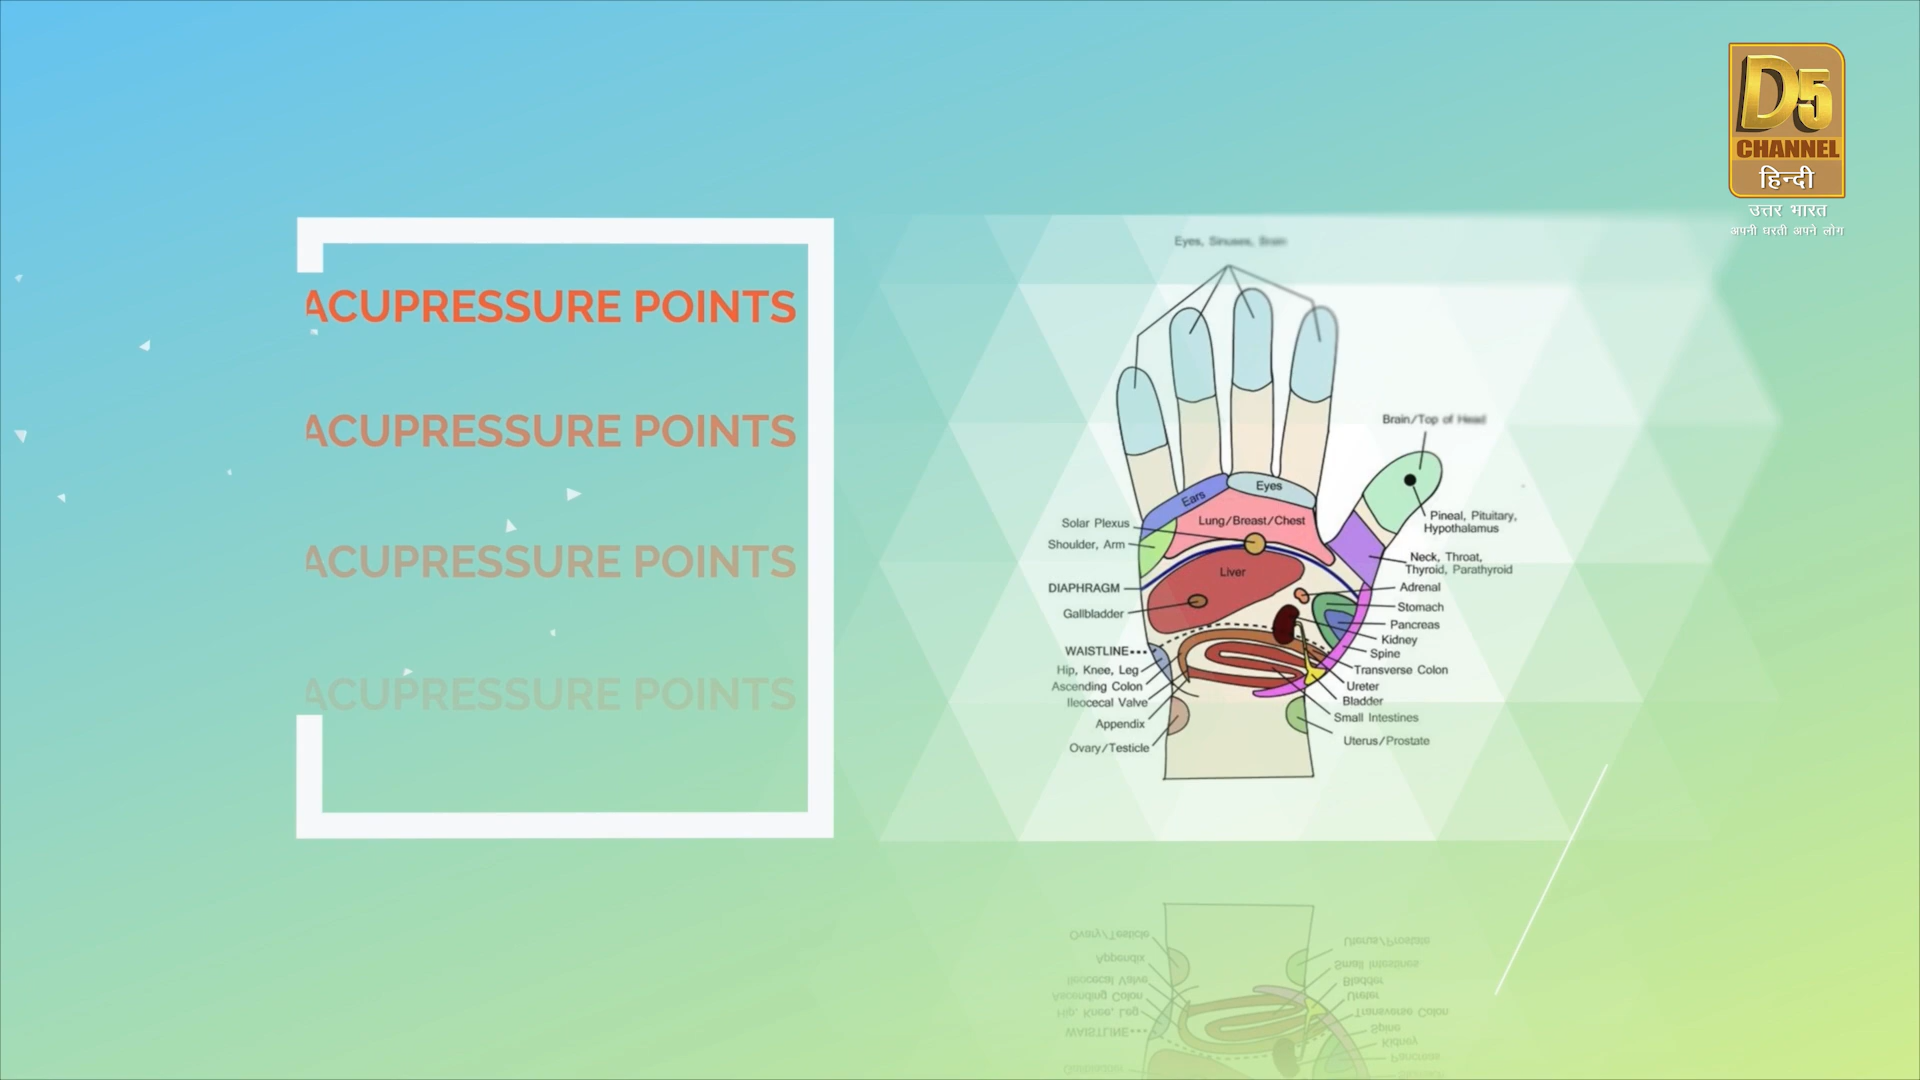 D5
CHANNEL
हिन्दी
उत्तर भारत
अपनी धरती अपने लोग
ACUPRESSURE POINTS
ACUPRESSURE POINTS
ACUPRESSURE POINTS
ACUPRESSURE POINTS
Eyes, Sinuses, Brain
Brain/Top of Head
Ears
Eyes
Lung/Breast/Chest
Solar Plexus
Shoulder, Arm
Liver
DIAPHRAGM
Gallbladder
WAISTLINE
Hip, Knee, Leg
Ascending Colon
Ileocecal Valve
Appendix
Ovary/Testicle
Pineal, Pituitary,
Hypothalamus
Neck, Throat,
Thyroid, Parathyroid
Adrenal
Stomach
Pancreas
Kidney
Spine
Transverse Colon
Ureter
Bladder
Small Intestines
Uterus/Prostate